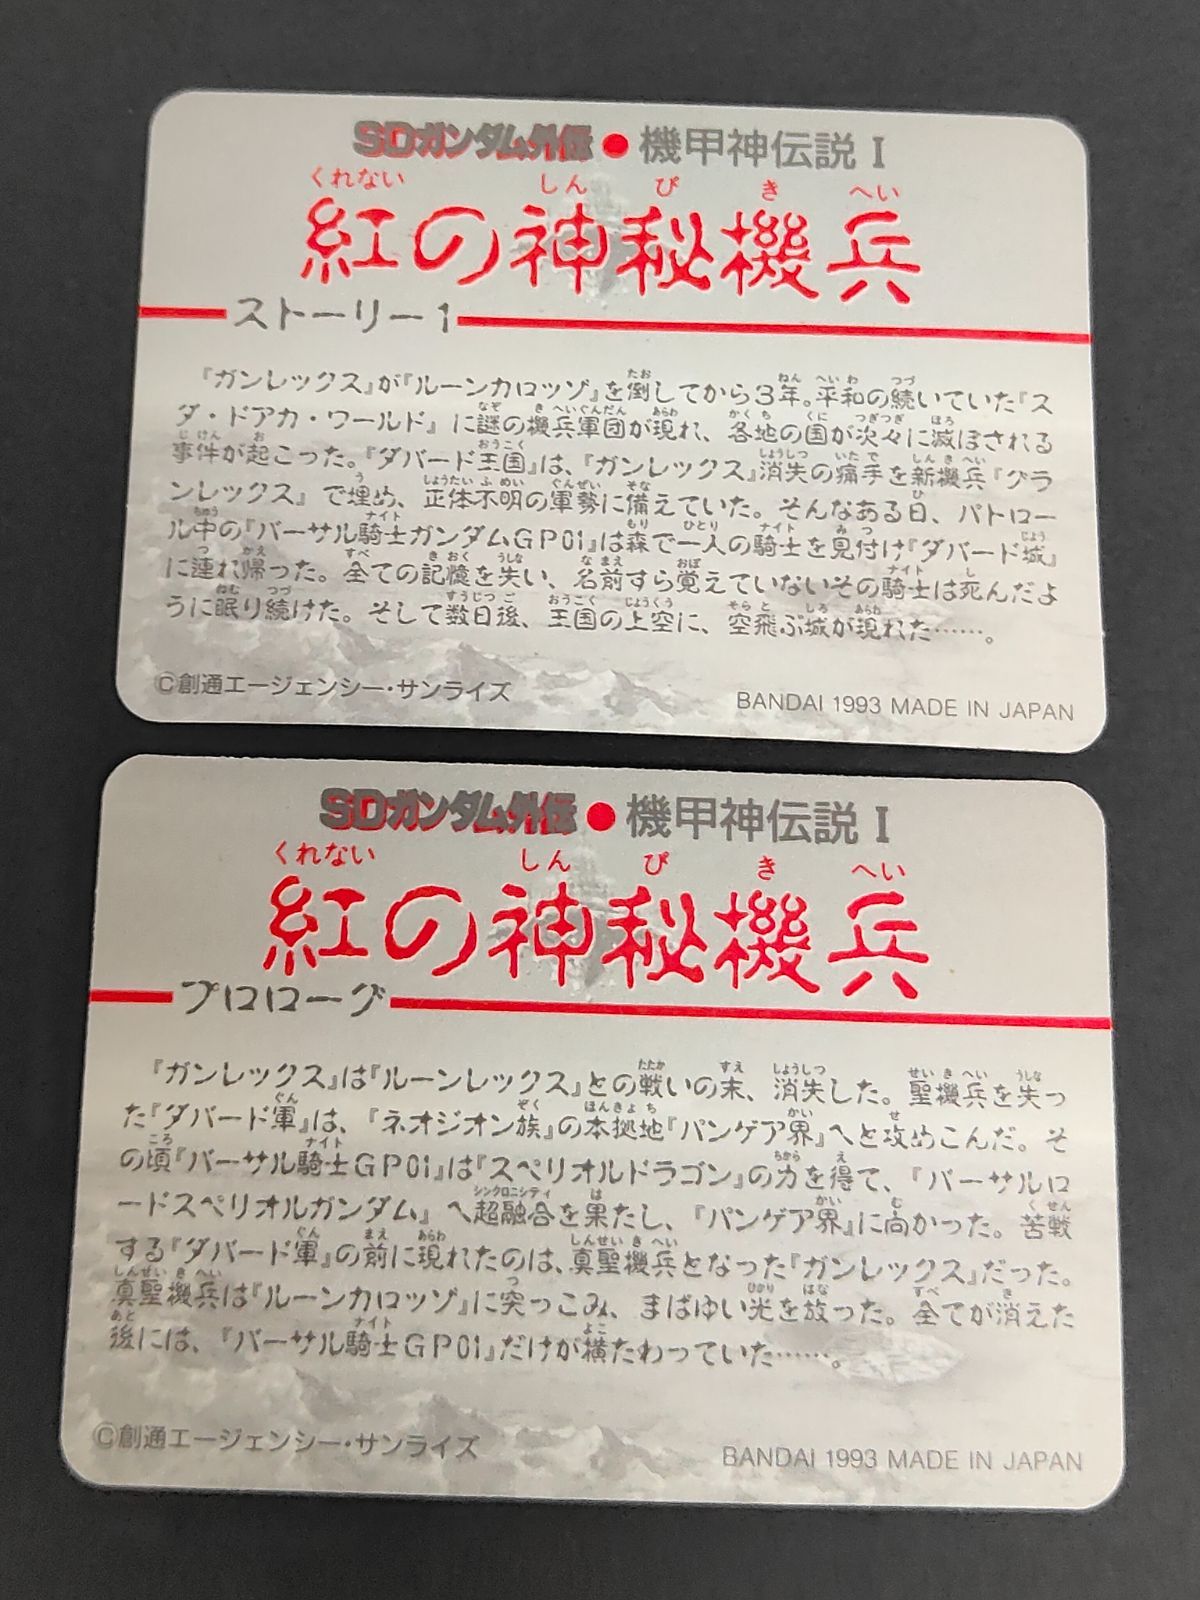 SDガンダム外伝●機甲神伝説 I
くれない しん ぴ き へい
紅の神秘機兵
ストーリー1
『ガンレックス』が『ルーンカロッゾ』を倒してから3年。平和の続いていた『ス
ダ・ドアカ・ワールド』に謎の機兵軍団が現れ、各地の国が次々に滅ぼされる
事件が起こった。『ダバード王国』は、『ガンレックス』消失の痛手を新機兵『グラ
ンレックス』で埋め、正体不明の軍勢に備えていた。そんなある日、パトロー
ル中の『バーサル騎士ガンダムGP01』は森で一人の騎士を見付け『ダバード城』
に連れ帰った。全ての記憶を失い、名前すら覚えていないその騎士は死んだよ
うに眠り続けた。そして数日後、王国の上空に、空飛ぶ城が現れた……。
©創通エージェンシー・サンライズ
BANDAI 1993 MADE IN JAPAN
SDガンダム外伝●機甲神伝説 I
くれない しん ぴ き へい
紅の神秘機兵
プロローグ
『ガンレックス』は『ルーンレックス』との戦いの末、消失した。聖機兵を失っ
た『ダバード軍』は、『ネオジオン族』の本拠地『パンゲア界』へと攻めこんだ。そ
の頃『バーサル騎士GP01』は『スペリオルドラゴン』の力を得て、『バーサルロ
ードスペリオルガンダム』へ超融合を果たし、『パンゲア界』に向かった。苦戦
する『ダバード軍』の前に現れたのは、真聖機兵となった『ガンレックス』だった。
真聖機兵は『ルーンカロッゾ』に突っこみ、まばゆい光を放った。全てが消えた
後には、『バーサル騎士GP01』だけが横たわっていた……。
©創通エージェンシー・サンライズ
BANDAI 1993 MADE IN JAPAN